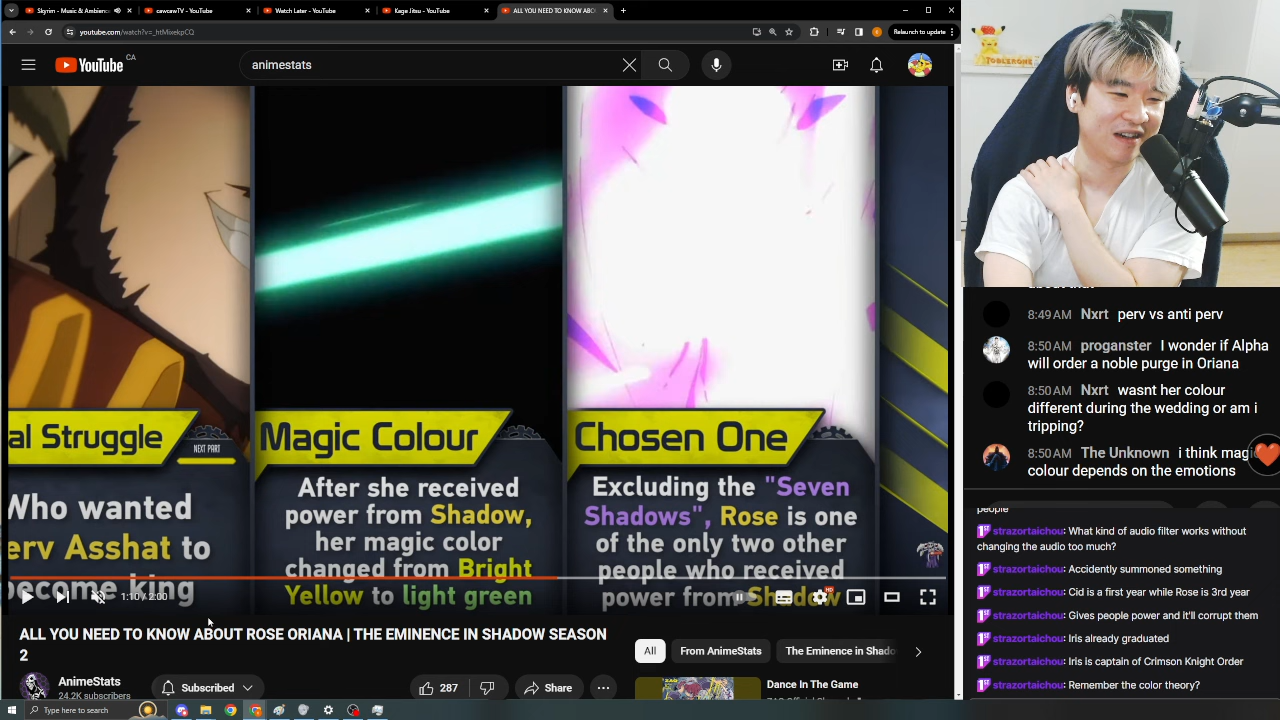 Skyrim - Music & Ambienc
cawcawTV - YouTube
Watch Later - YouTube
Kage Jitsu - YouTube
ALL YOU NEED TO KNOW ABO
youtube.com/watch?v=_htMixekpCQ
Relaunch to update
YouTube CA
animestats
TOBLERONE
al Struggle
NEXT PART
Who wanted
erv Asshat to
become king
Magic Colour
After she received
power from Shadow,
her magic color
changed from Bright
Yellow to light green
Chosen One
Excluding the "Seven
Shadows", Rose is one
of the only two other
people who received
power from Shadow
1:10 / 2:00
HD
ALL YOU NEED TO KNOW ABOUT ROSE ORIANA | THE EMINENCE IN SHADOW SEASON
2
AnimeStats
24.2K subscribers
Subscribed
287
Share
All
From AnimeStats
The Eminence in Shado
Dance In The Game
Type here to search
about that
8:49 AM Nxrt perv vs anti perv
8:50 AM proganster I wonder if Alpha
will order a noble purge in Oriana
8:50 AM Nxrt wasnt her colour
different during the wedding or am i
tripping?
8:50 AM The Unknown i think magic
colour depends on the emotions
people
strazortaichou: What kind of audio filter works without
changing the audio too much?
strazortaichou: Accidently summoned something
strazortaichou: Cid is a first year while Rose is 3rd year
strazortaichou: Gives people power and it'll corrupt them
strazortaichou: Iris already graduated
strazortaichou: Iris is captain of Crimson Knight Order
strazortaichou: Remember the color theory?